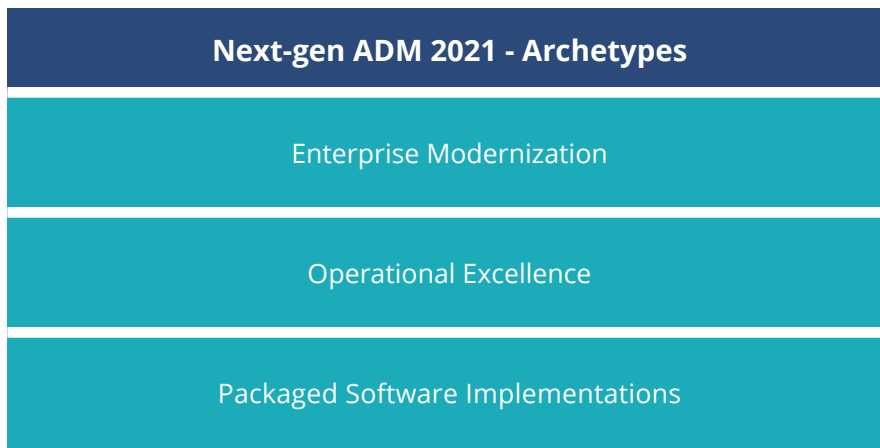 Next-gen ADM 2021 - Archetypes
Enterprise Modernization
Operational Excellence
Packaged Software Implementations